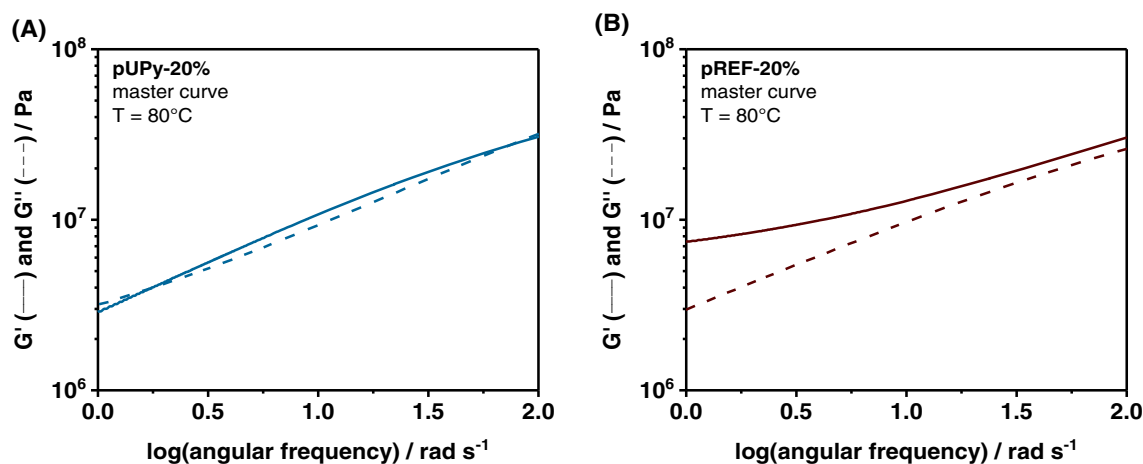 (A)
10⁸
10⁷
10⁶
G' (——) and G'' (---) / Pa
pUPy-20%
master curve
T = 80°C
0.0 0.5 1.0 1.5 2.0
log(angular frequency) / rad s⁻¹
(B)
10⁸
10⁷
10⁶
G' (——) and G'' (---) / Pa
pREF-20%
master curve
T = 80°C
0.0 0.5 1.0 1.5 2.0
log(angular frequency) / rad s⁻¹